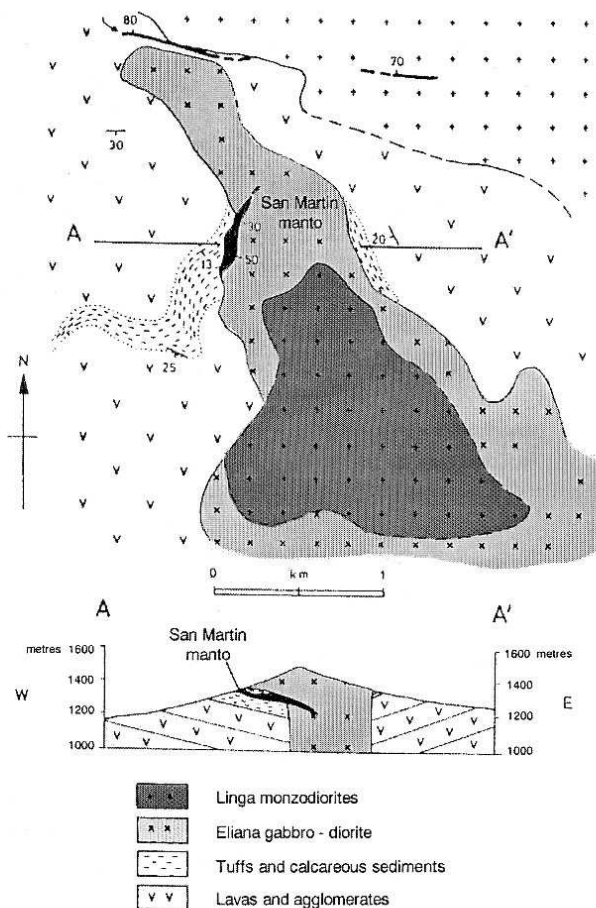 80
70
30
San Martin
manto
A
A'
70
20
13
50
25
N
0 km 1
A
A'
San Martin
manto
metres 1600
1400
1200
1000
W
1600 metres
1400
1200
1000
E
Linga monzodiorites
Eliana gabbro - diorite
Tuffs and calcareous sediments
Lavas and agglomerates